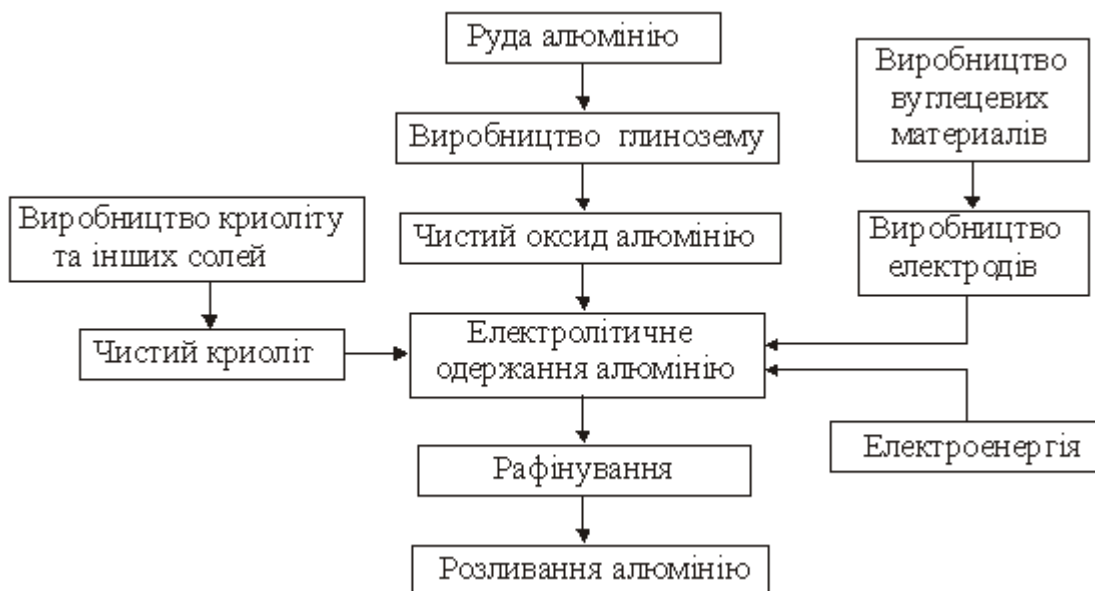 Руда алюмінію
Виробництво
вуглецевих
матеріалів
Виробництво глинозему
Виробництво криоліту
та інших солей
Чистий оксид алюмінію
Виробництво
електродів
Чистий криоліт
Електролітичне
одержання алюмінію
Електроенергія
Рафінування
Розливання алюмінію